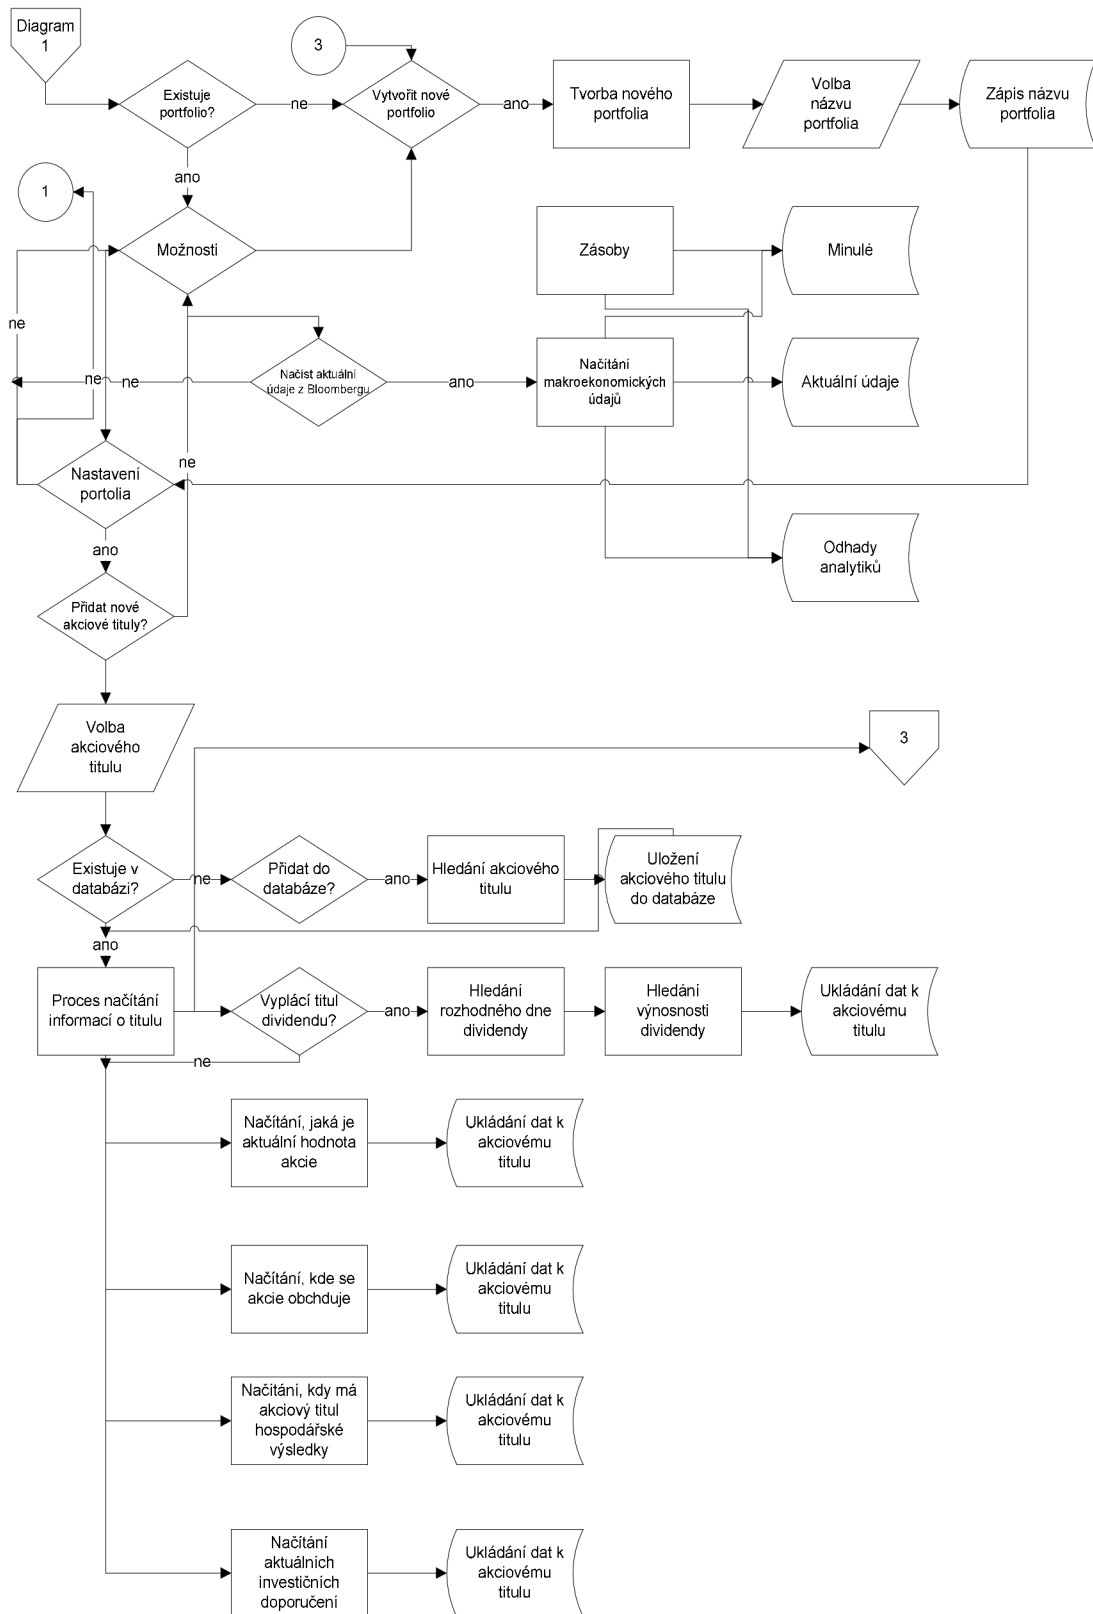 Diagram
1
3
Existuje
portfolio?
ne
Vytvořit nové
portfolio
ano
Tvorba nového
portfolia
Volba
názvu
portfolia
Zápis názvu
portfolia
ano
1
Možnosti
Zásoby
Minulé
ne
ne
ne
Načist aktuální
údaje z Bloombergu
ano
Načitání
makroekonomických
údajů
Aktuální údaje
ne
Nastavení
portolia
ano
Odhady
analytiků
Přidat nové
akciové tituly?
Volba
akciového
titulu
3
Existuje v
databázi?
ne
Přidat do
databáze?
ano
Hledání akciového
titulu
Uložení
akciového titulu
do databáze
ano
Proces načítání
informací o titulu
Vyplácí titul
dividendu?
ano
Hledání
rozhodného dne
dividendy
Hledání
výnosnosti
dividendy
Ukládání dat k
akciovému
titulu
ne
Načítání, jaká je
aktuální hodnota
akcie
Ukládání dat k
akciovému
titulu
Načítání, kde se
akcie obchduje
Ukládání dat k
akciovému
titulu
Načitáni, kdy má
akciový titul
hospodářské
výsledky
Ukládání dat k
akciovému
titulu
Načítání
aktuálních
investičních
doporučení
Ukládání dat k
akciovému
titulu